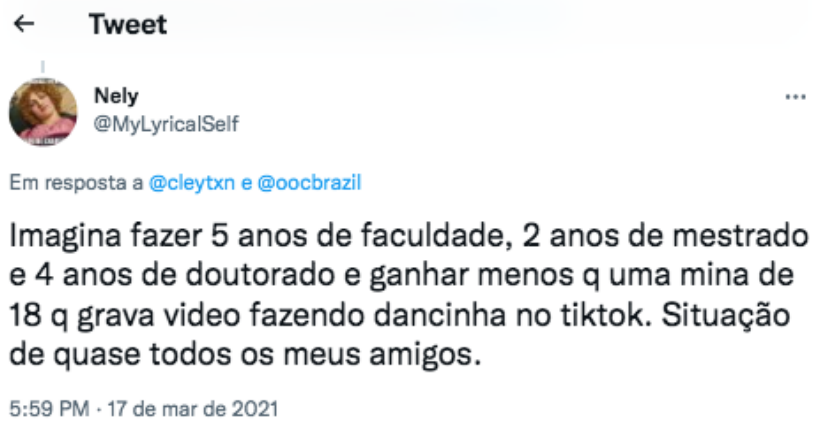 ← Tweet
Nely
@MyLyricalSelf
Em resposta a @cleytxn e @oocbrazil
Imagina fazer 5 anos de faculdade, 2 anos de mestrado
e 4 anos de doutorado e ganhar menos q uma mina de
18 q grava video fazendo dancinha no tiktok. Situação
de quase todos os meus amigos.
5:59 PM · 17 de mar de 2021